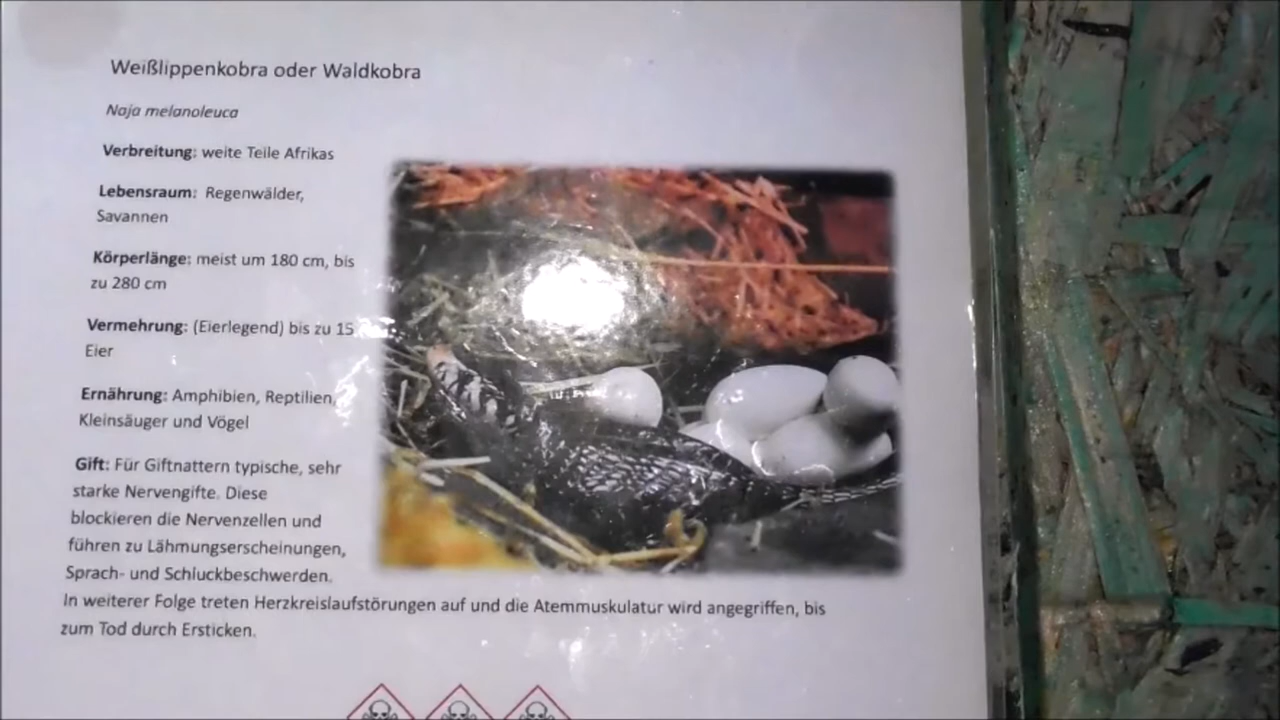 Weißlippenkobra oder Waldkobra
Naja melanoleuca
Verbreitung: weite Teile Afrikas
Lebensraum: Regenwälder,
Savannen
Körperlänge: meist um 180 cm, bis
zu 280 cm
Vermehrung: (Eierlegend) bis zu 15
Eier
Ernährung: Amphibien, Reptilien,
Kleinsäuger und Vögel
Gift: Für Giftnattern typische, sehr
starke Nervengifte. Diese
blockieren die Nervenzellen und
führen zu Lähmungserscheinungen,
Sprach- und Schluckbeschwerden.
In weiterer Folge treten Herzkreislaufstörungen auf und die Atemmuskulatur wird angegriffen, bis
zum Tod durch Ersticken.